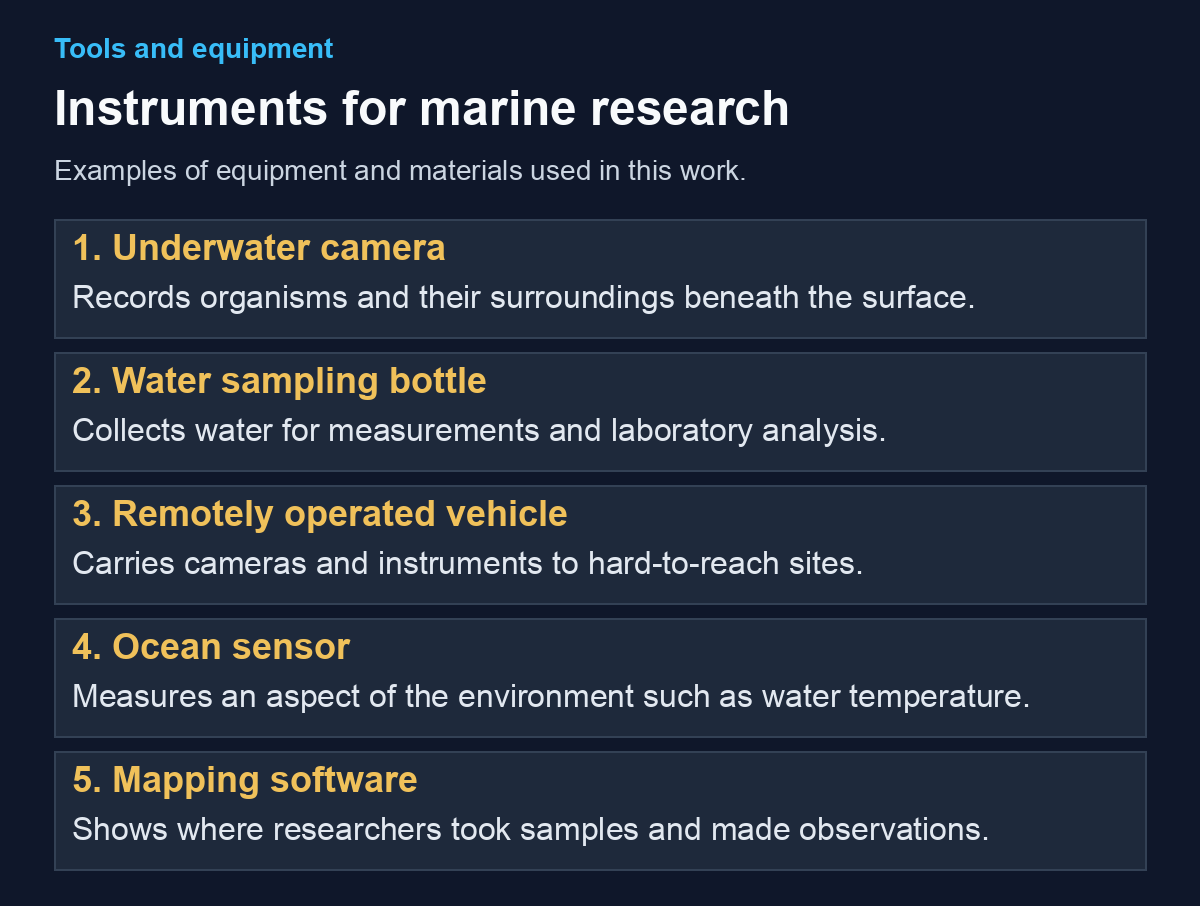 Tools and equipment
Instruments for marine research
Examples of equipment and materials used in this work.
1. Underwater camera
Records organisms and their surroundings beneath the surface.
2. Water sampling bottle
Collects water for measurements and laboratory analysis.
3. Remotely operated vehicle
Carries cameras and instruments to hard-to-reach sites.
4. Ocean sensor
Measures an aspect of the environment such as water temperature.
5. Mapping software
Shows where researchers took samples and made observations.